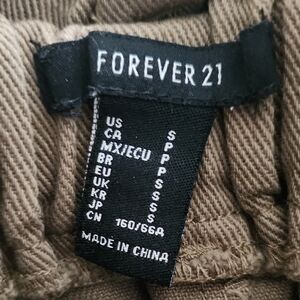 FOREVER 21
US S
CA P
MX/ECU P
BR P
EU S
UK S
KR S
JP S
CN 160/66A
MADE IN CHINA